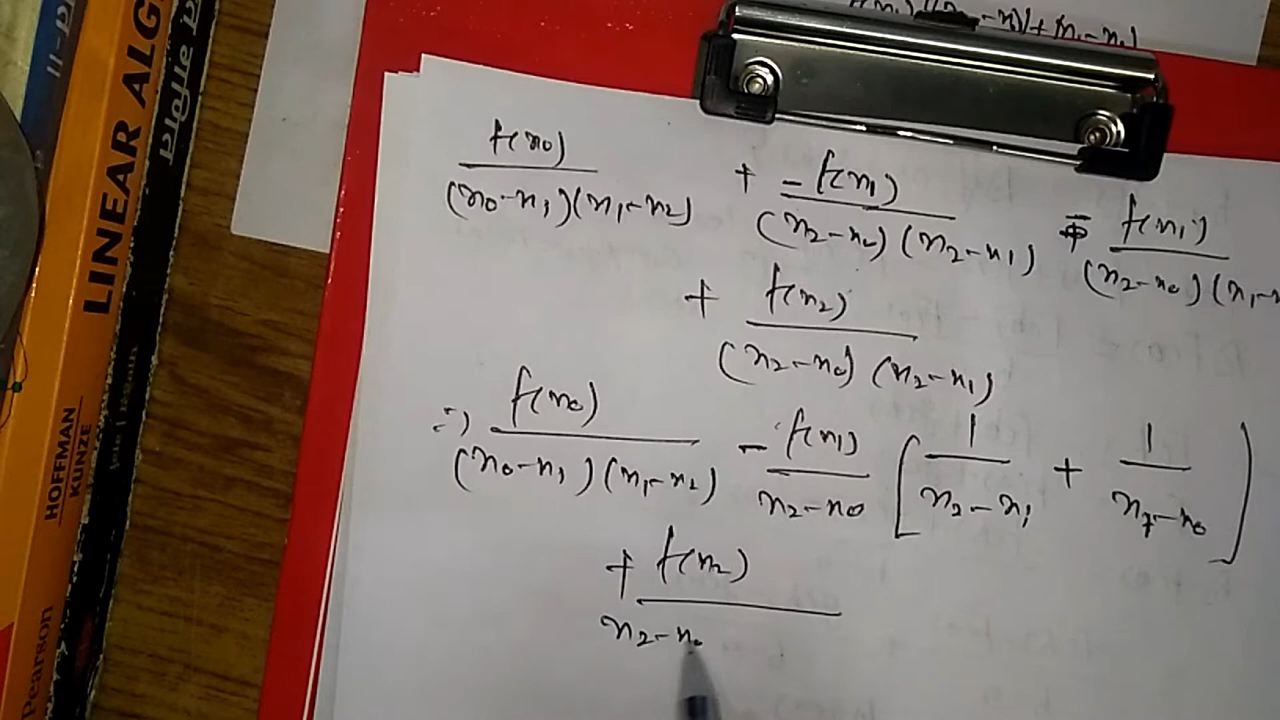 LINEAR ALG
HOFFMAN
KUNZE
Pearson
f(x0)/(x0-x1)(x1-x2) + -f(x1)/(x2-x0)(x2-x1) - f(x1)/(x2-x0)(x1-x
+ f(x2)/(x2-x0)(x2-x1)
=) f(x0)/(x0-x1)(x1-x2) - f(x1)/x2-x0 [1/x2-x1 + 1/x1-x0]
+ f(x2)/x2-x0